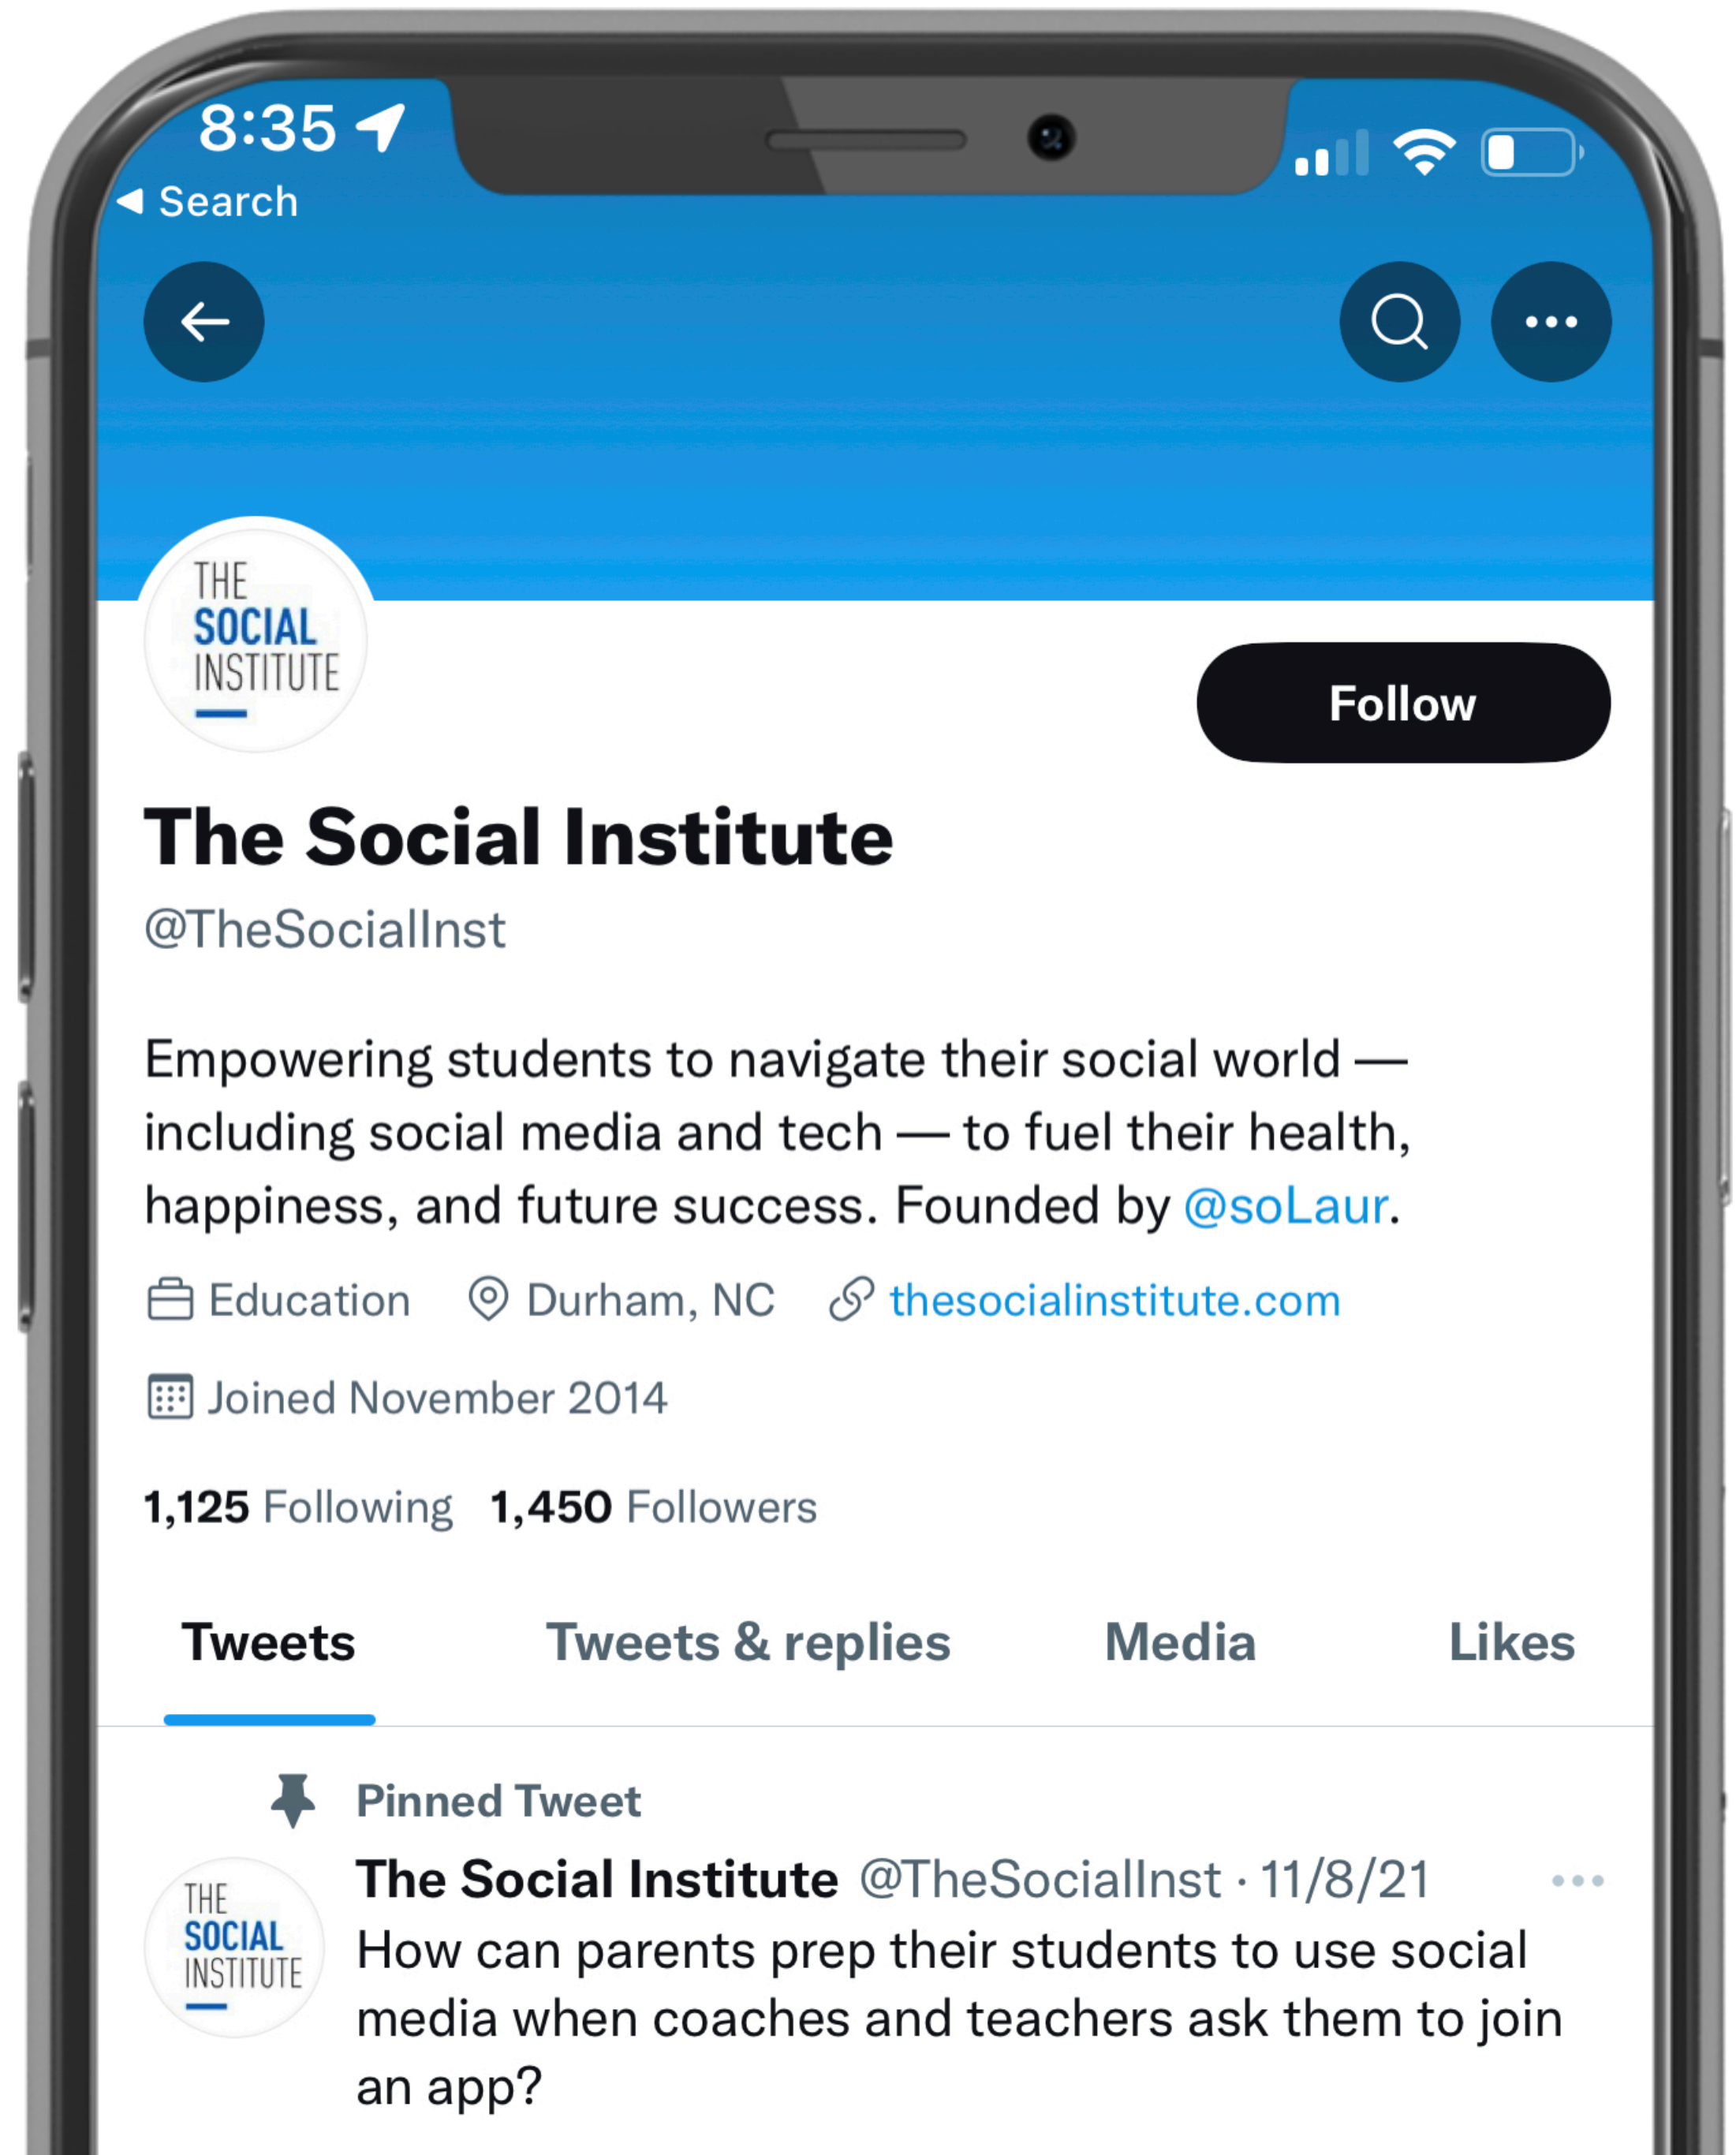 8:35
Search
THE
SOCIAL
INSTITUTE
Follow
The Social Institute
@TheSocialInst
Empowering students to navigate their social world —
including social media and tech — to fuel their health,
happiness, and future success. Founded by @soLaur.
Education Durham, NC thesocialinstitute.com
Joined November 2014
1,125 Following 1,450 Followers
Tweets Tweets & replies Media Likes
Pinned Tweet
The Social Institute @TheSocialInst · 11/8/21
THE
SOCIAL
INSTITUTE
How can parents prep their students to use social
media when coaches and teachers ask them to join
an app?